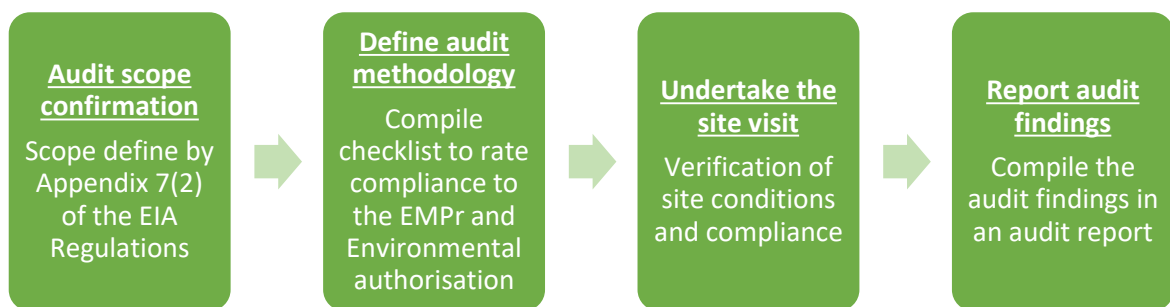 Audit scope
confirmation
Scope define by
Appendix 7(2)
of the EIA
Regulations
Define audit
methodology
Compile
checklist to rate
compliance to
the EMPr and
Environmental
authorisation
Undertake the
site visit
Verification of
site conditions
and compliance
Report audit
findings
Compile the
audit findings in
an audit report